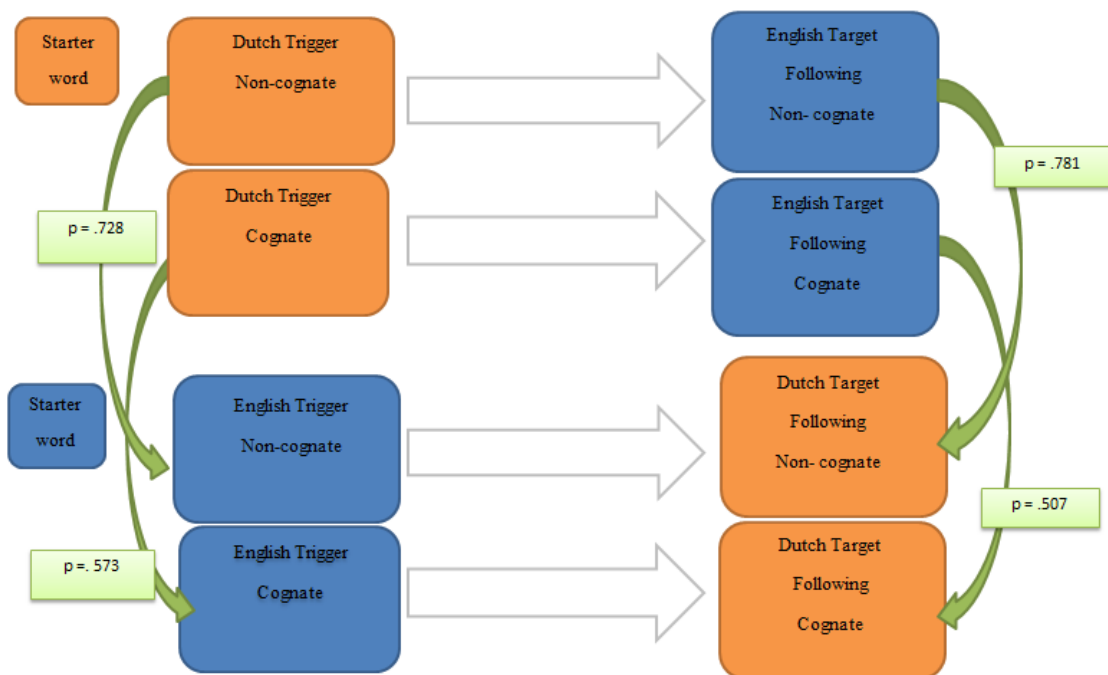 Starter
word
Dutch Trigger
Non-cognate
English Target
Following
Non- cognate
p = .781
Dutch Trigger
Cognate
English Target
Following
Cognate
p = .728
Starter
word
English Trigger
Non-cognate
Dutch Target
Following
Non- cognate
p = .507
English Trigger
Cognate
Dutch Target
Following
Cognate
p =. 573